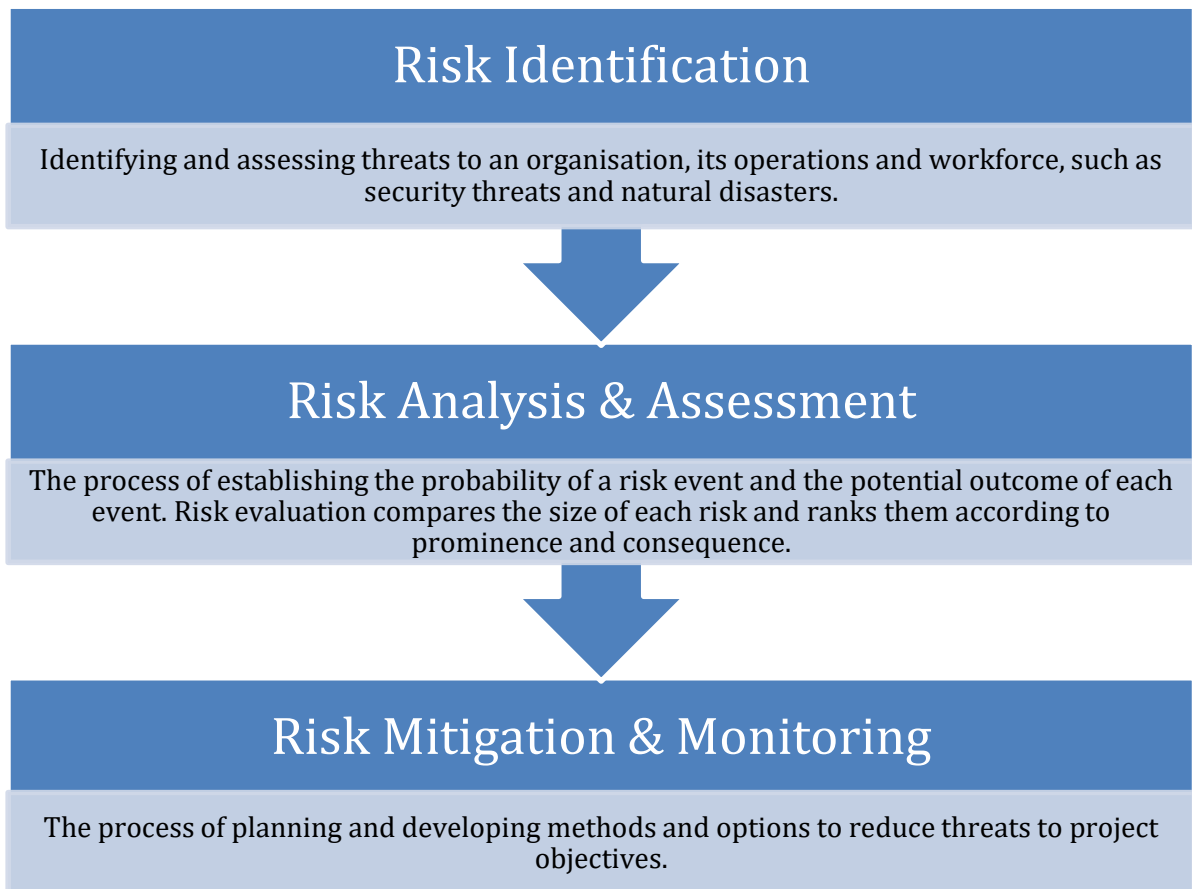 Risk Identification
Identifying and assessing threats to an organisation, its operations and workforce, such as
security threats and natural disasters.
Risk Analysis & Assessment
The process of establishing the probability of a risk event and the potential outcome of each
event. Risk evaluation compares the size of each risk and ranks them according to
prominence and consequence.
Risk Mitigation & Monitoring
The process of planning and developing methods and options to reduce threats to project
objectives.